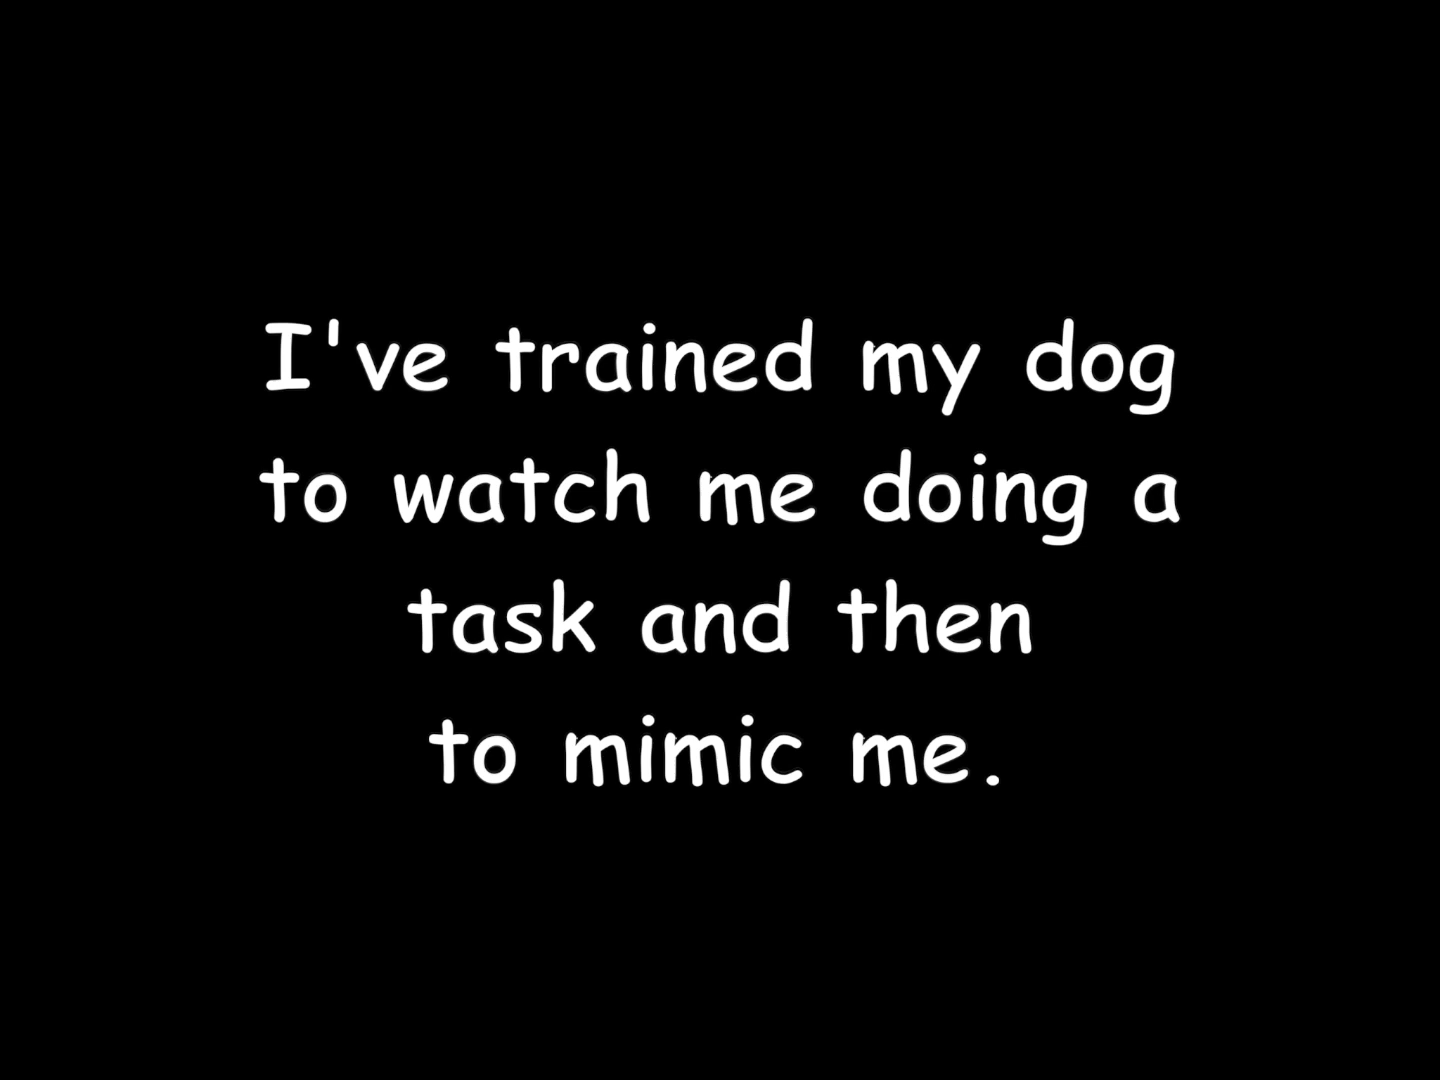 I've trained my dog
to watch me doing a
task and then
to mimic me.